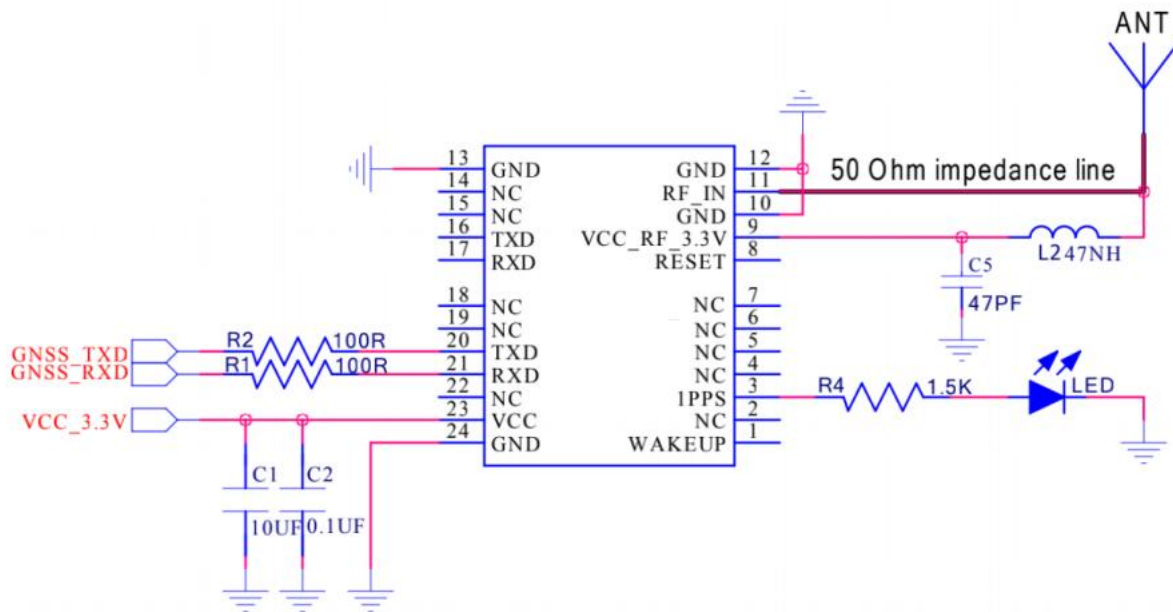 ANT
50 Ohm impedance line
13 GND
14 NC
15 NC
16 TXD
17 RXD
18 NC
19 NC
20 TXD
21 RXD
22 NC
23 VCC
24 GND
GND 12
RF_IN 11
GND 10
VCC_RF_3.3V 9
RESET 8
NC 7
NC 6
NC 5
NC 4
1PPS 3
NC 2
WAKEUP 1
L2 47NH
C5
47PF
GNSS_TXD
R2 100R
GNSS_RXD
R1 100R
VCC_3.3V
C1
10UF
C2
0.1UF
R4 1.5K
LED